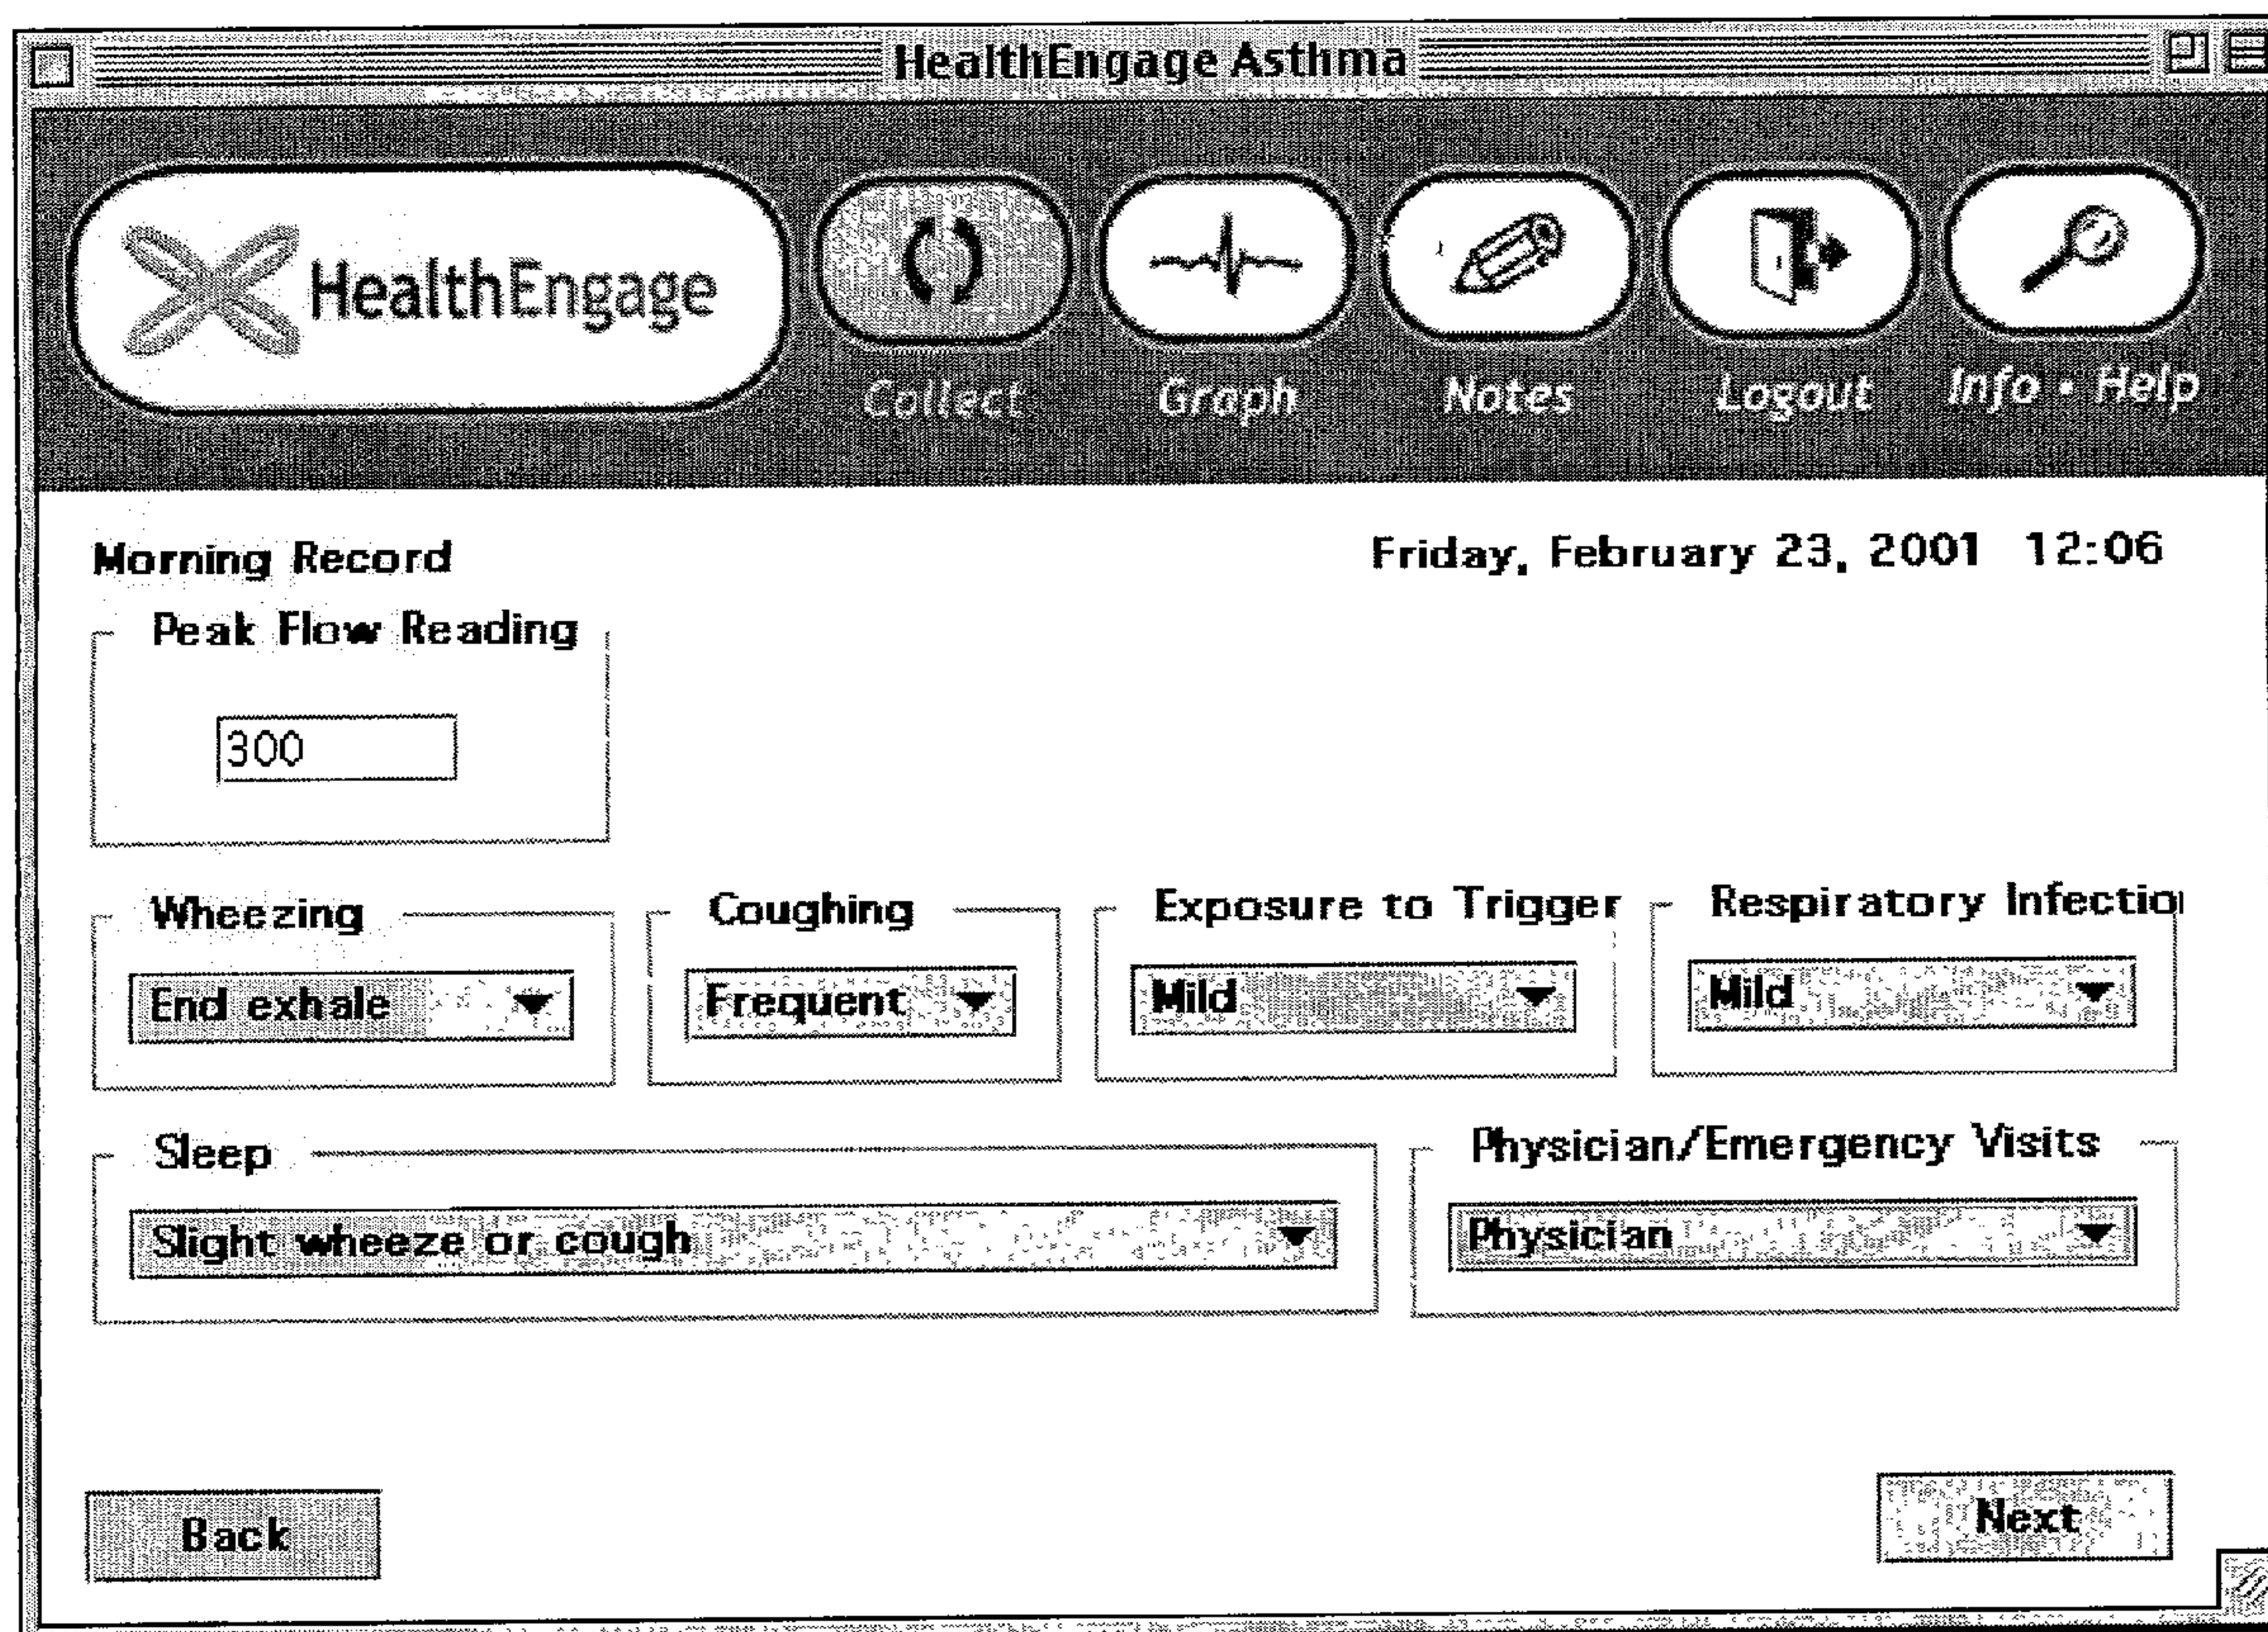 HealthEngage Asthma
HealthEngage
Collect Graph Notes Logout Info • Help
Morning Record Friday, February 23, 2001 12:06
Peak Flow Reading
300
Wheezing Coughing Exposure to Trigger Respiratory Infectio
End exhale Frequent Mild Mild
Sleep Physician/Emergency Visits
Slight wheeze or cough Physician
Back Next